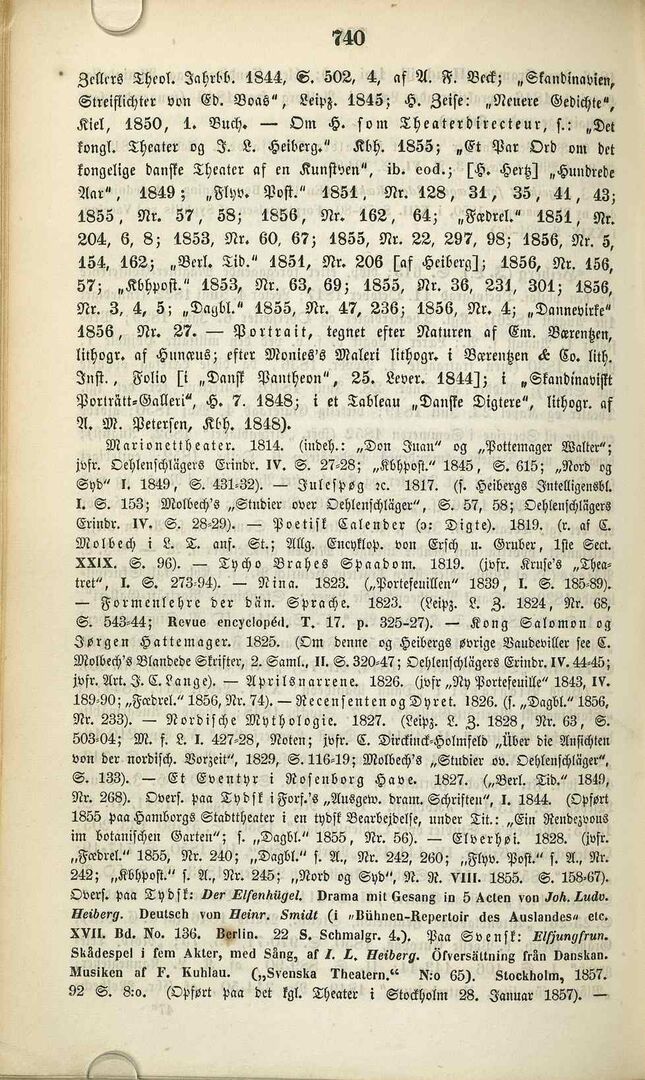 740
Zellers Theol. Jahrbb. 1844, S. 502, 4, af A. F. Beck; „Skandinavien,
Streiflichter von Ed. Boas", Leipz. 1845; H. Zeise: „Neuere Gedichte",
Kiel, 1850, 1. Buch. — Om H. som Theaterdirecteur, s.: „Det
kongl. Theater og J. L. Heiberg." Kbh. 1855; „Et Par Ord om det
kongelige danske Theater af en Kunstven", ib. eod.; [H. Hertz] „Hundrede
Aar", 1849; „Flyv. Post." 1851, Nr. 128, 31, 35, 41, 43;
1855, Nr. 57, 58; 1856, Nr. 162, 64; „Fædrel." 1851, Nr.
204, 6, 8; 1853, Nr. 60, 67; 1855, Nr. 22, 297, 98; 1856, Nr. 5,
154, 162; „Berl. Tid." 1851, Nr. 206 [af Heiberg]; 1856, Nr. 156,
57; „Kbhpost." 1853, Nr. 63, 69; 1855, Nr. 36, 231, 301; 1856,
Nr. 3, 4, 5; „Dagbl." 1855, Nr. 47, 236; 1856, Nr. 4; „Dannevirke"
1856, Nr. 27. — Portrait, tegnet efter Naturen af Em. Bærentzen,
lithogr. af Hunæus; efter Monies's Maleri lithogr. i Bærentzen & Co. lith.
Inst., Folio [i „Dansk Pantheon", 25. Lever. 1844]; i „Skandinaviskt
Porträtt-Galleri", H. 7. 1848; i et Tableau „Danske Digtere", lithogr. af
A. M. Petersen, Kbh. 1848).
Marionettheater. 1814. (indeh.: „Don Juan" og „Pottemager Walter";
jvfr. Oehlenschlägers Erindr. IV. S. 27-28; „Kbhpost." 1845, S. 615; „Nord og
Syd" I. 1849, S. 431-32). — Julespøg ꝛc. 1817. (s. Heibergs Intelligensbl.
I. S. 153; Molbech's „Studier over Oehlenschläger", S. 57, 58; Oehlenschlägers
Erindr. IV. S. 28-29). — Poetisk Calender (ɔ: Digte). 1819. (r. af C.
Molbech i L. T. anf. St.; Allg. Encyklop. von Ersch u. Gruber, 1ste Sect.
XXIX. S. 96). — Tycho Brahes Spaadom. 1819. (jvfr. Kruse's „Thea-
tret", I. S. 273-94). — Nina. 1823. („Portefeuillen" 1839, I. S. 185-89).
— Formenlehre der dän. Sprache. 1823. (Leipz. L. Z. 1824, Nr. 68,
S. 543-44; Revue encyclopéd. T. 17. p. 325-27). — Kong Salomon og
Jørgen Hattemager. 1825. (Om denne og Heibergs øvrige Vaudeviller see C.
Molbech's Blandede Skrifter, 2. Saml., II. S. 320-47; Oehlenschlägers Erindr. IV. 44-45;
jvfr. Art. J. C. Lange). — Aprilsnarrene. 1826. (jvfr „Ny Portefeuille" 1843, IV.
189-90; „Fædrel." 1856, Nr. 74). — Recensenten og Dyret. 1826. (s. „Dagbl." 1856,
Nr. 233). — Nordische Mythologie. 1827. (Leipz. L. Z. 1828, Nr. 63, S.
503-04; M. f. L. I. 427-28, Noten; jvfr. C. Dirckinck-Holmfeld „Über die Ansichten
von der nordisch. Vorzeit", 1829, S. 116-19; Molbech's „Studier ov. Oehlenschläger",
S. 133). — Et Eventyr i Rosenborg Have. 1827. („Berl. Tid." 1849,
Nr. 268). Overs. paa Tydsk i Fors.'s „Ausgew. dram. Schriften", I. 1844. (Opført
1855 paa Hamborgs Stadttheater i en tydsk Bearbejdelse, under Tit.: „Ein Rendezvous
im botanischen Garten"; s. „Dagbl." 1855, Nr. 56). — Elverhøi. 1828. (jvfr.
„Fædrel." 1855, Nr. 240; „Dagbl." s. A., Nr. 242, 260; „Flyv. Post." s. A., Nr.
242; „Kbhpost." s. A., Nr. 245; „Nord og Syd", N. R. VIII. 1855. S. 158-67).
Overs. paa Tydsk: Der Elfenhügel. Drama mit Gesang in 5 Acten von Joh. Ludv.
Heiberg. Deutsch von Heinr. Smidt (i „Bühnen-Repertoir des Auslandes" etc.
XVII. Bd. No. 136. Berlin. 22 S. Schmalgr. 4.). Paa Svensk: Elfjungfrun.
Skådespel i fem Akter, med Sång, af I. L. Heiberg. Öfversättning från Danskan.
Musiken af F. Kuhlau. („Svenska Theatern." N:o 65). Stockholm, 1857.
92 S. 8:o. (Opført paa det kgl. Theater i Stockholm 28. Januar 1857). —